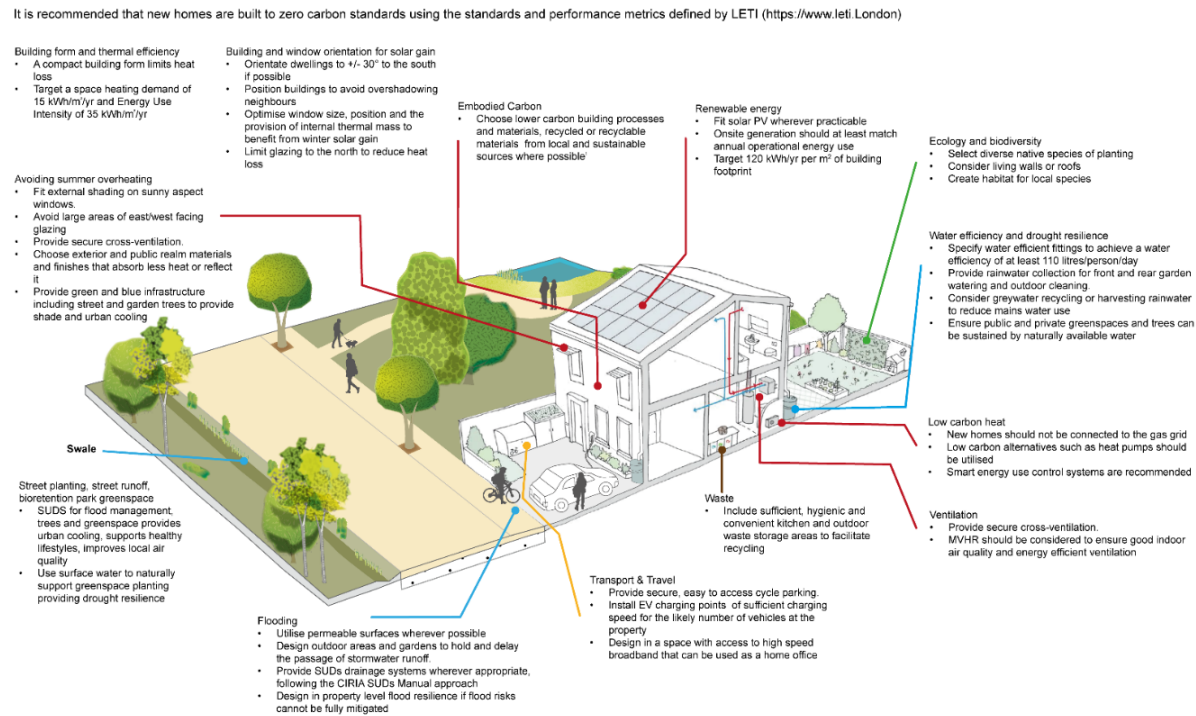 It is recommended that new homes are built to zero carbon standards using the standards and performance metrics defined by LETI (https://www.leti.London)
Building form and thermal efficiency
• A compact building form limits heat
loss
• Target a space heating demand of
15 kWh/m²/yr and Energy Use
Intensity of 35 kWh/m²/yr
Building and window orientation for solar gain
• Orientate dwellings to +/- 30° to the south
if possible
• Position buildings to avoid overshadowing
neighbours
• Optimise window size, position and the
provision of internal thermal mass to
benefit from winter solar gain
• Limit glazing to the north to reduce heat
loss
Embodied Carbon
• Choose lower carbon building processes
and materials, recycled or recyclable
materials from local and sustainable
sources where possible'
Renewable energy
• Fit solar PV wherever practicable
• Onsite generation should at least match
annual operational energy use
• Target 120 kWh/yr per m² of building
footprint
Ecology and biodiversity
• Select diverse native species of planting
• Consider living walls or roofs
• Create habitat for local species
Avoiding summer overheating
• Fit external shading on sunny aspect
windows.
• Avoid large areas of east/west facing
glazing
• Provide secure cross-ventilation.
• Choose exterior and public realm materials
and finishes that absorb less heat or reflect
it
• Provide green and blue infrastructure
including street and garden trees to provide
shade and urban cooling
Water efficiency and drought resilience
• Specify water efficient fittings to achieve a water
efficiency of at least 110 litres/person/day
• Provide rainwater collection for front and rear garden
watering and outdoor cleaning.
• Consider greywater recycling or harvesting rainwater
to reduce mains water use
• Ensure public and private greenspaces and trees can
be sustained by naturally available water
Low carbon heat
• New homes should not be connected to the gas grid
• Low carbon alternatives such as heat pumps should
be utilised
• Smart energy use control systems are recommended
Swale
Street planting, street runoff,
bioretention park greenspace
• SUDS for flood management,
trees and greenspace provides
urban cooling, supports healthy
lifestyles, improves local air
quality
• Use surface water to naturally
support greenspace planting
providing drought resilience
Waste
• Include sufficient, hygienic and
convenient kitchen and outdoor
waste storage areas to facilitate
recycling
Ventilation
• Provide secure cross-ventilation.
• MVHR should be considered to ensure good indoor
air quality and energy efficient ventilation
Transport & Travel
• Provide secure, easy to access cycle parking.
• Install EV charging points of sufficient charging
speed for the likely number of vehicles at the
property
• Design in a space with access to high speed
broadband that can be used as a home office
Flooding
• Utilise permeable surfaces wherever possible
• Design outdoor areas and gardens to hold and delay
the passage of stormwater runoff.
• Provide SUDs drainage systems wherever appropriate,
following the CIRIA SUDs Manual approach
• Design in property level flood resilience if flood risks
cannot be fully mitigated